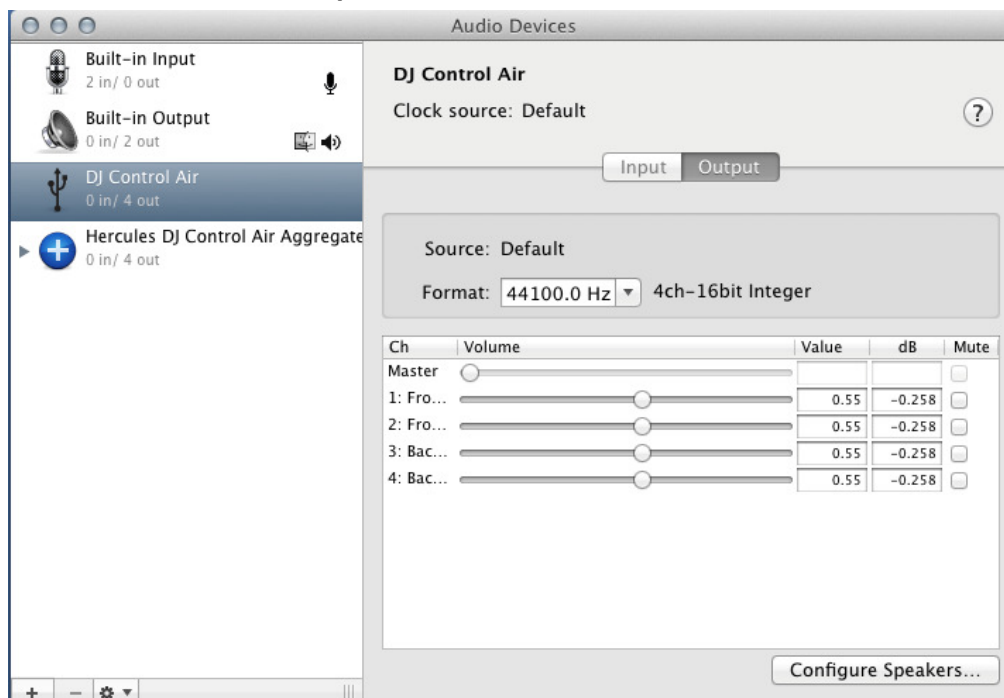 Audio Devices
Built-in Input
2 in/ 0 out
Built-in Output
0 in/ 2 out
DJ Control Air
0 in/ 4 out
Hercules DJ Control Air Aggregate
0 in/ 4 out
DJ Control Air
Clock source: Default
?
Input Output
Source: Default
Format: 44100.0 Hz 4ch-16bit Integer
Ch Volume Value dB Mute
Master
1: Fro... 0.55 -0.258
2: Fro... 0.55 -0.258
3: Bac... 0.55 -0.258
4: Bac... 0.55 -0.258
Configure Speakers...